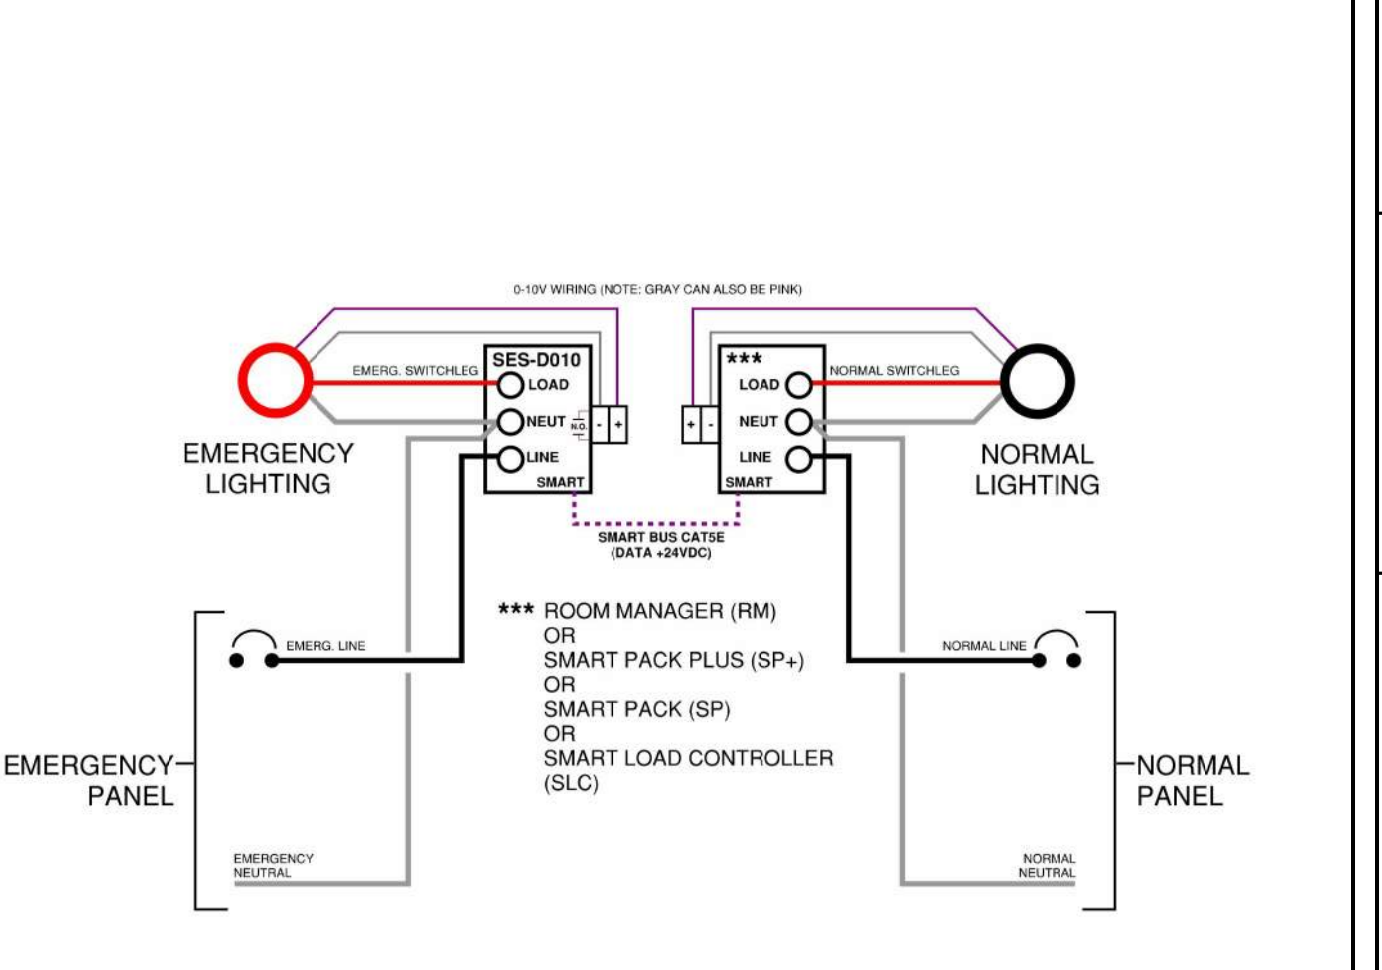 0-10V WIRING (NOTE: GRAY CAN ALSO BE PINK)
SES-D010
LOAD
NEUT
N.O.
- +
LINE
SMART
EMERG. SWITCHLEG
EMERGENCY
LIGHTING
***
LOAD
NEUT
+ -
LINE
SMART
NORMAL SWITCHLEG
NORMAL
LIGHTING
SMART BUS CAT5E
(DATA +24VDC)
*** ROOM MANAGER (RM)
OR
SMART PACK PLUS (SP+)
OR
SMART PACK (SP)
OR
SMART LOAD CONTROLLER
(SLC)
EMERG. LINE
EMERGENCY
PANEL
EMERGENCY
NEUTRAL
NORMAL LINE
NORMAL
PANEL
NORMAL
NEUTRAL